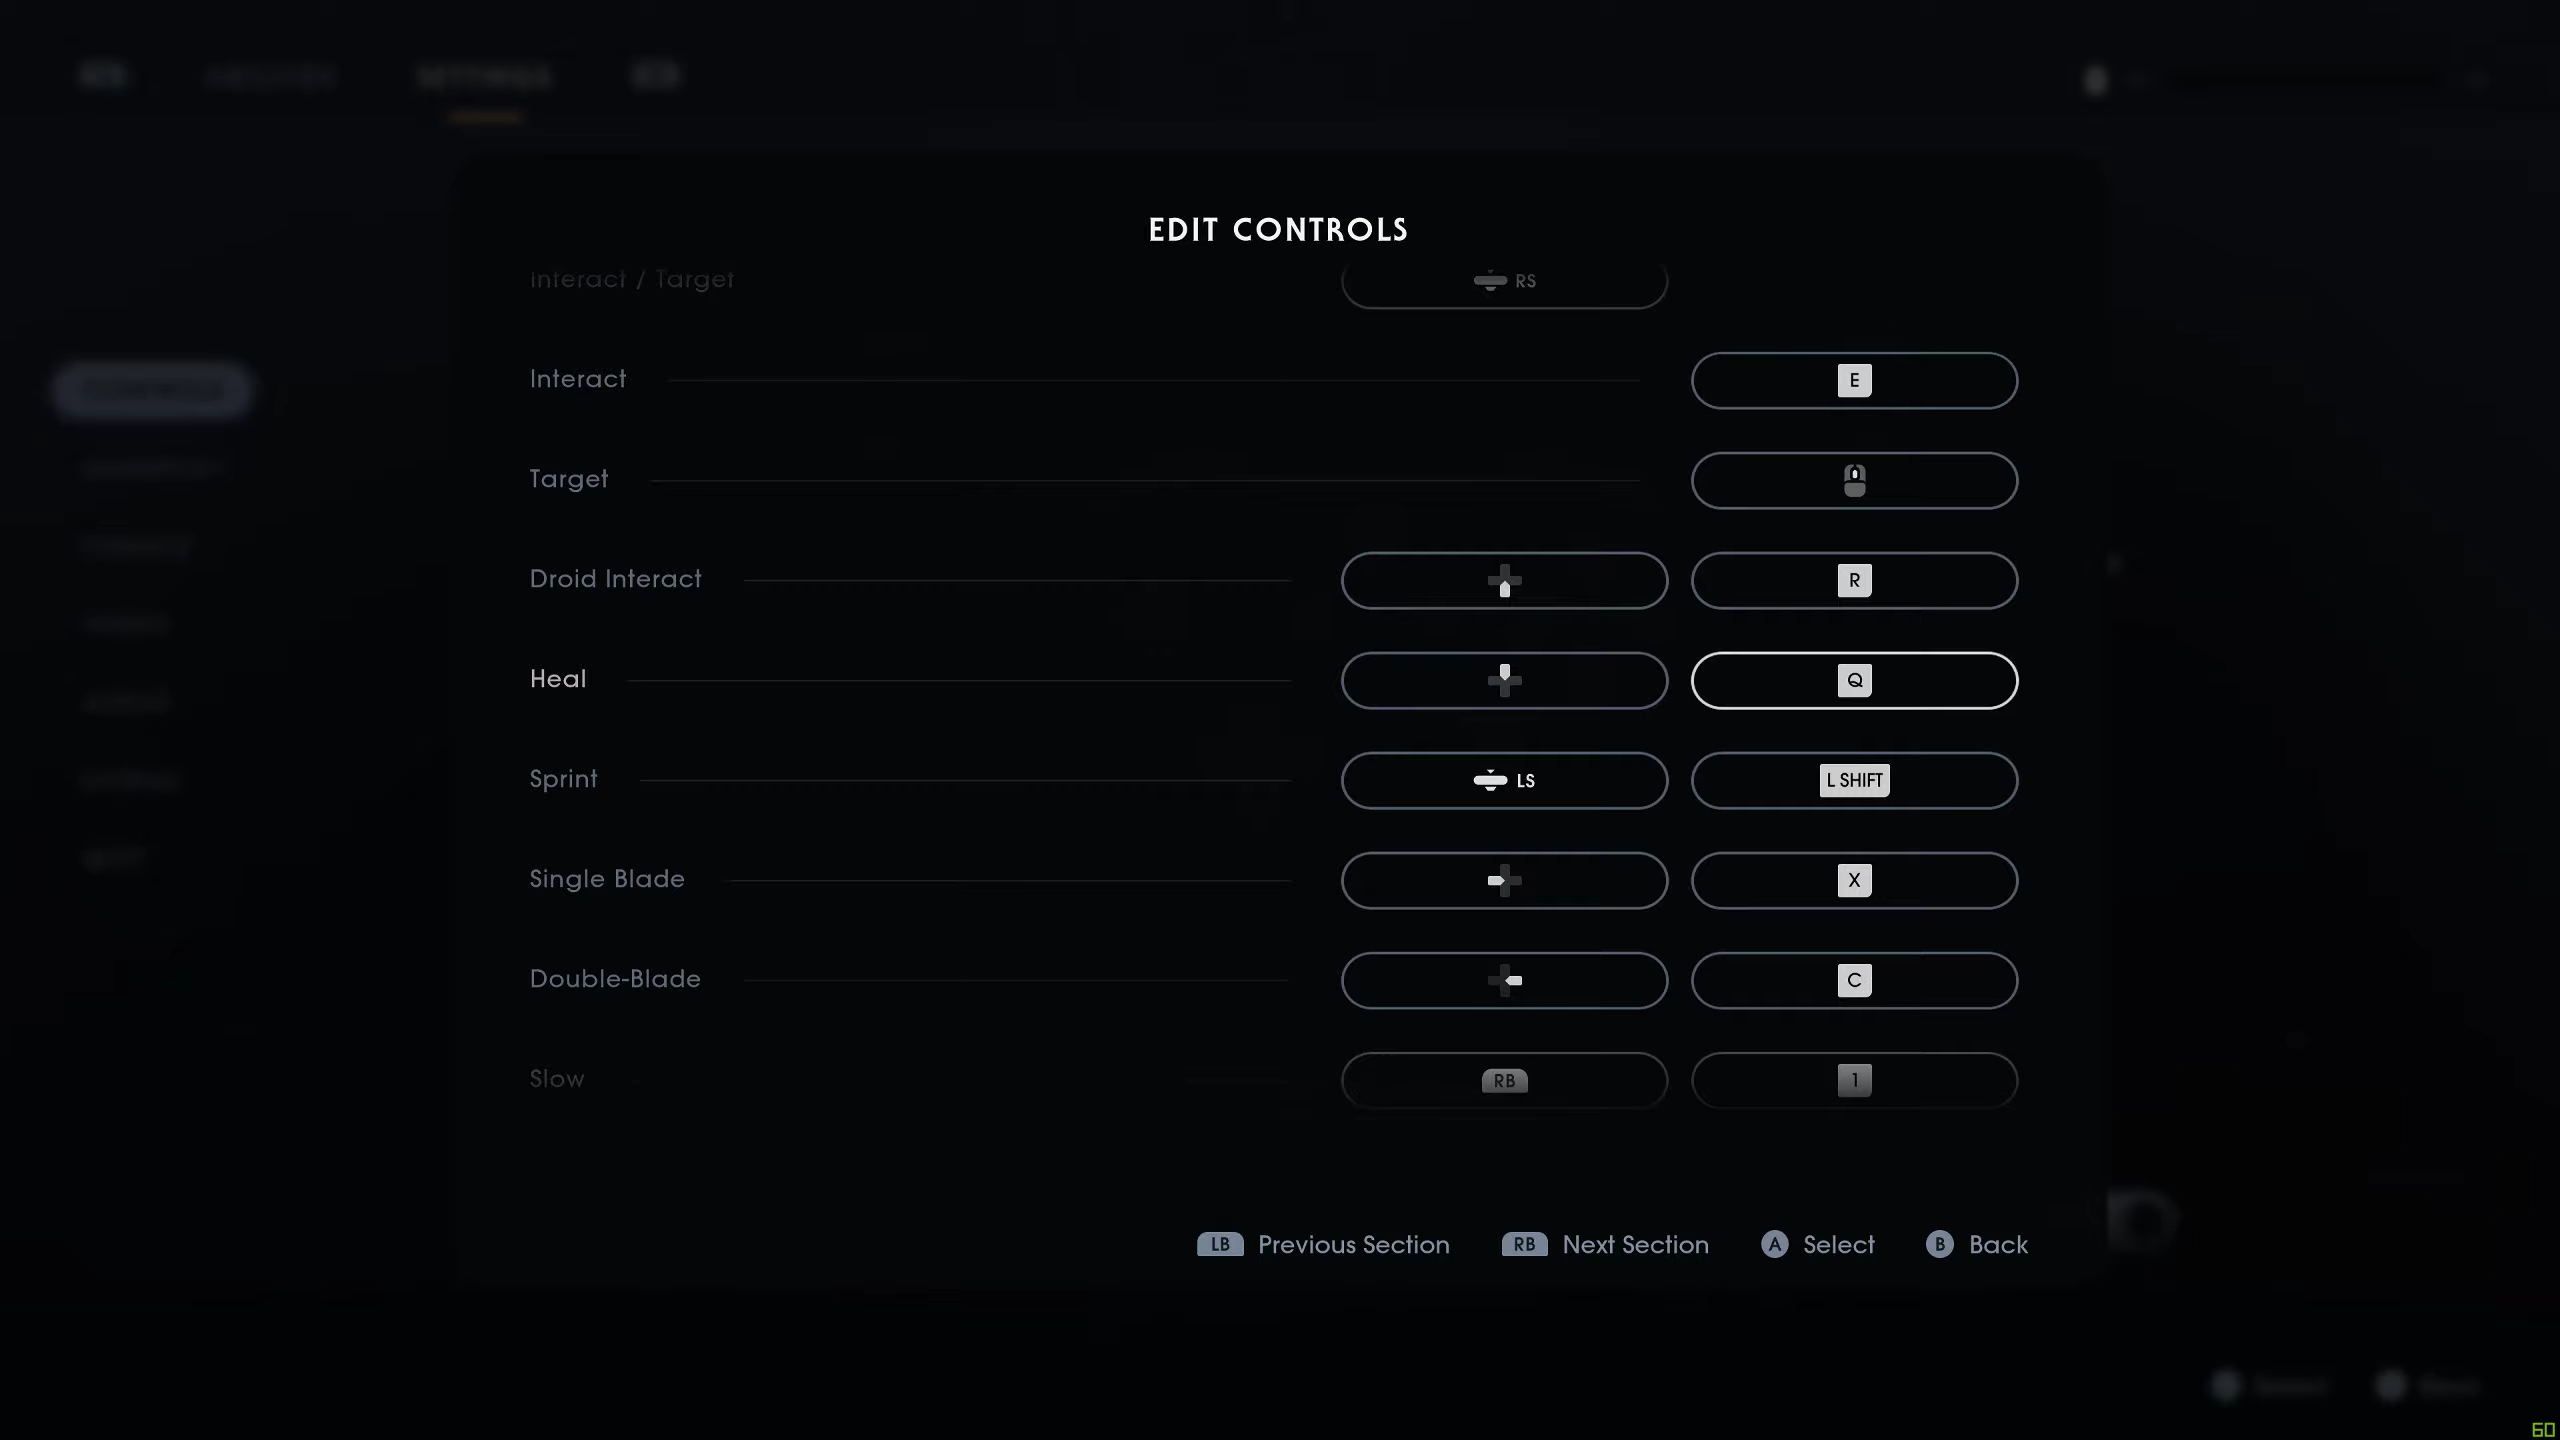 SETTINGS
EDIT CONTROLS
Interact / Target RS
Interact E
Target
Droid Interact R
Heal Q
Sprint LS L SHIFT
Single Blade X
Double-Blade C
Slow RB 1
LB Previous Section RB Next Section A Select B Back
60